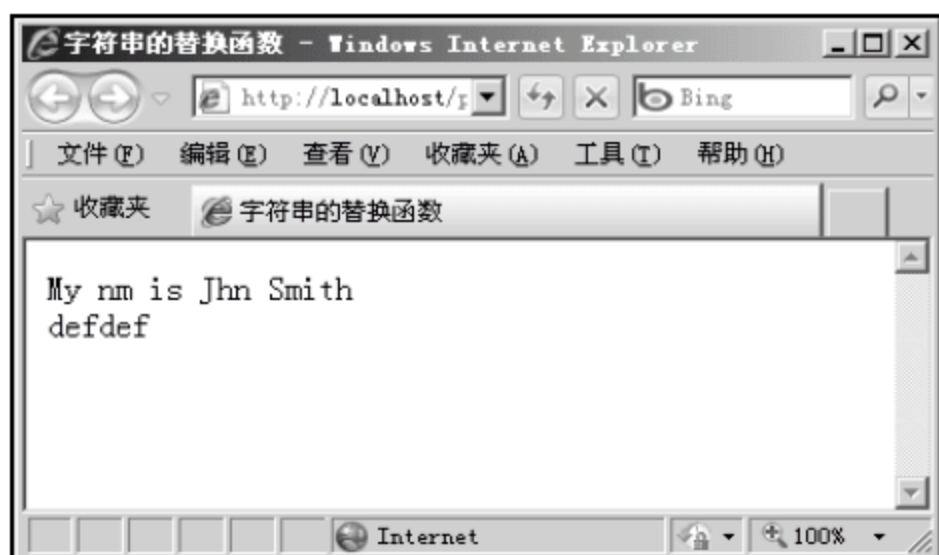 字符串的替换函数 - Windows Internet Explorer
http://localhost/p
Bing
文件(F) 编辑(E) 查看(V) 收藏夹(A) 工具(T) 帮助(H)
收藏夹 字符串的替换函数
My nm is Jhn Smith
defdef
Internet 100%